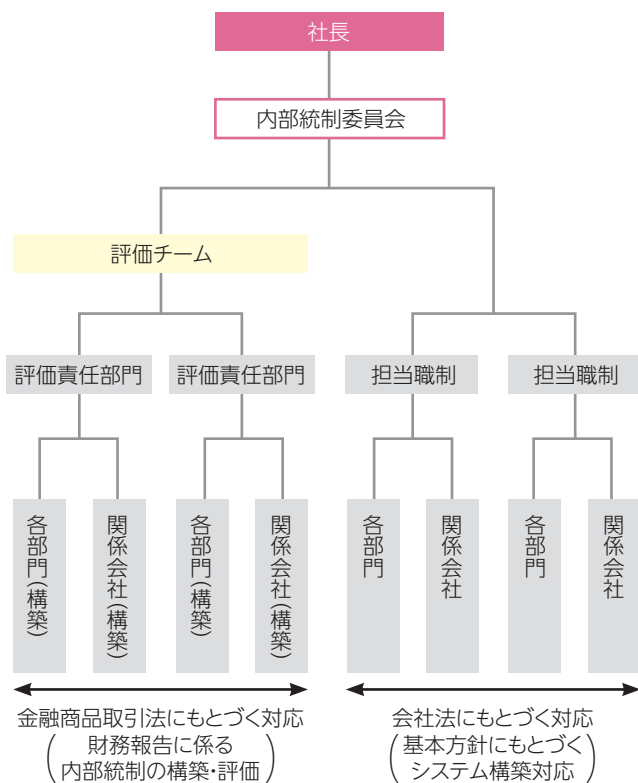 社長
内部統制委員会
評価チーム
評価責任部門
評価責任部門
担当職制
担当職制
各部門(構築)
関係会社(構築)
各部門(構築)
関係会社(構築)
各部門
関係会社
各部門
関係会社
金融商品取引法にもとづく対応
(財務報告に係る
内部統制の構築・評価)
会社法にもとづく対応
(基本方針にもとづく
システム構築対応)